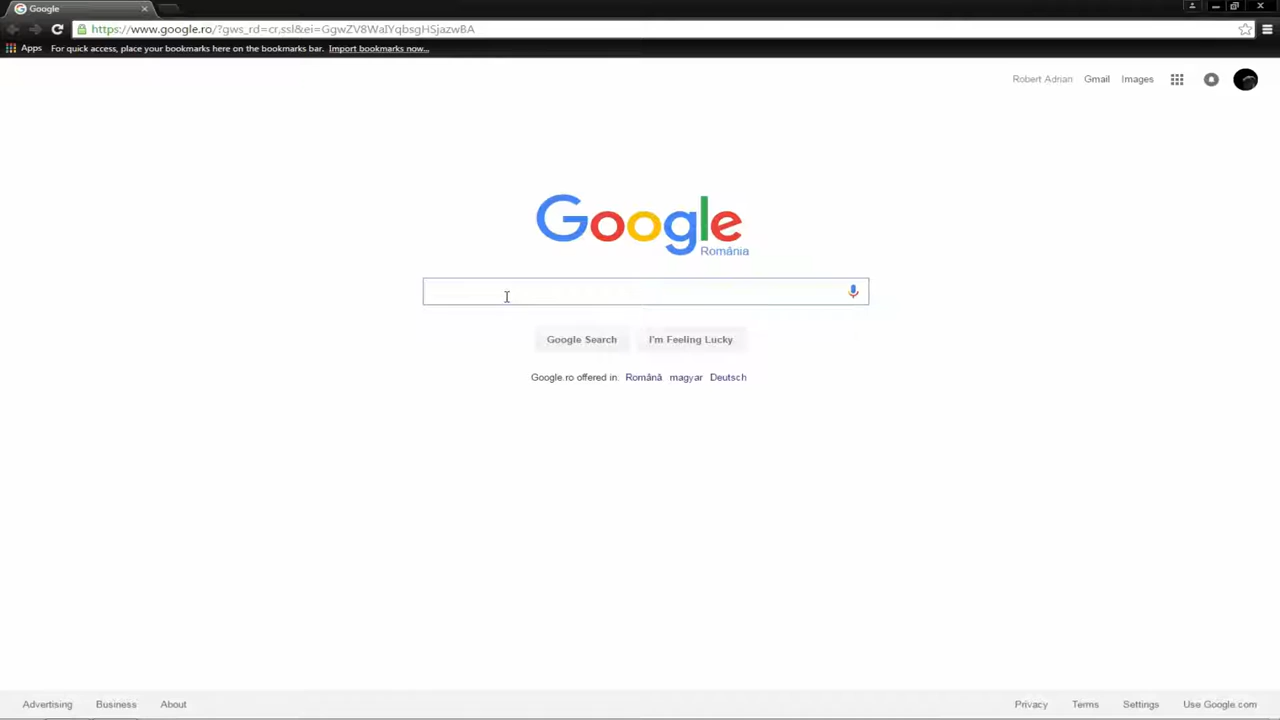 Google
https://www.google.ro/?gws_rd=cr,ssl&ei=GgwZV8WaIYqbsgHSjazwBA
Apps For quick access, place your bookmarks here on the bookmarks bar. Import bookmarks now...
Robert Adrian Gmail Images
Google
România
Google Search I'm Feeling Lucky
Google.ro offered in: Română magyar Deutsch
Advertising Business About Privacy Terms Settings Use Google.com